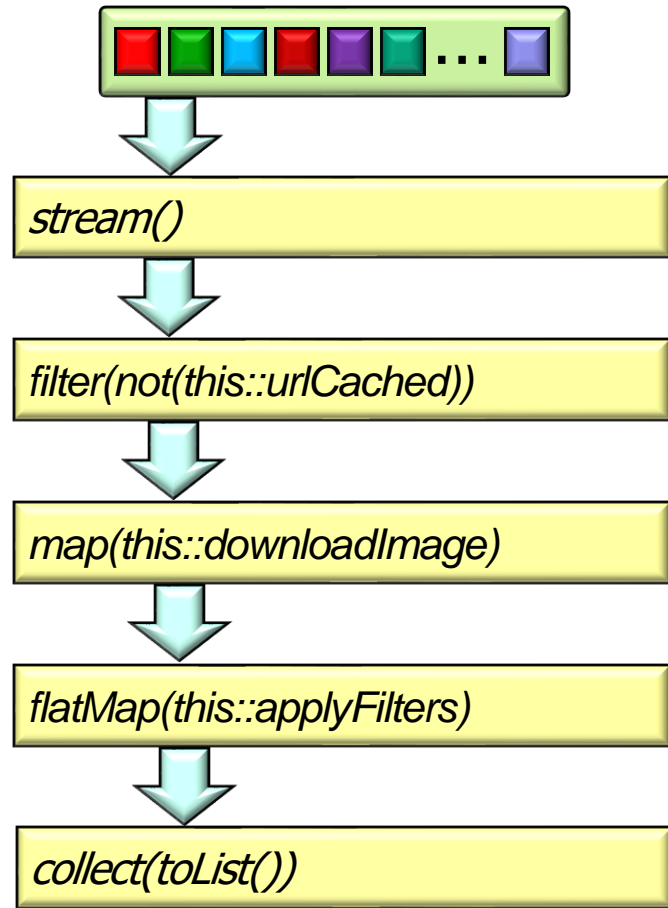 ...
stream()
filter(not(this::urlCached))
map(this::downloadImage)
flatMap(this::applyFilters)
collect(toList())